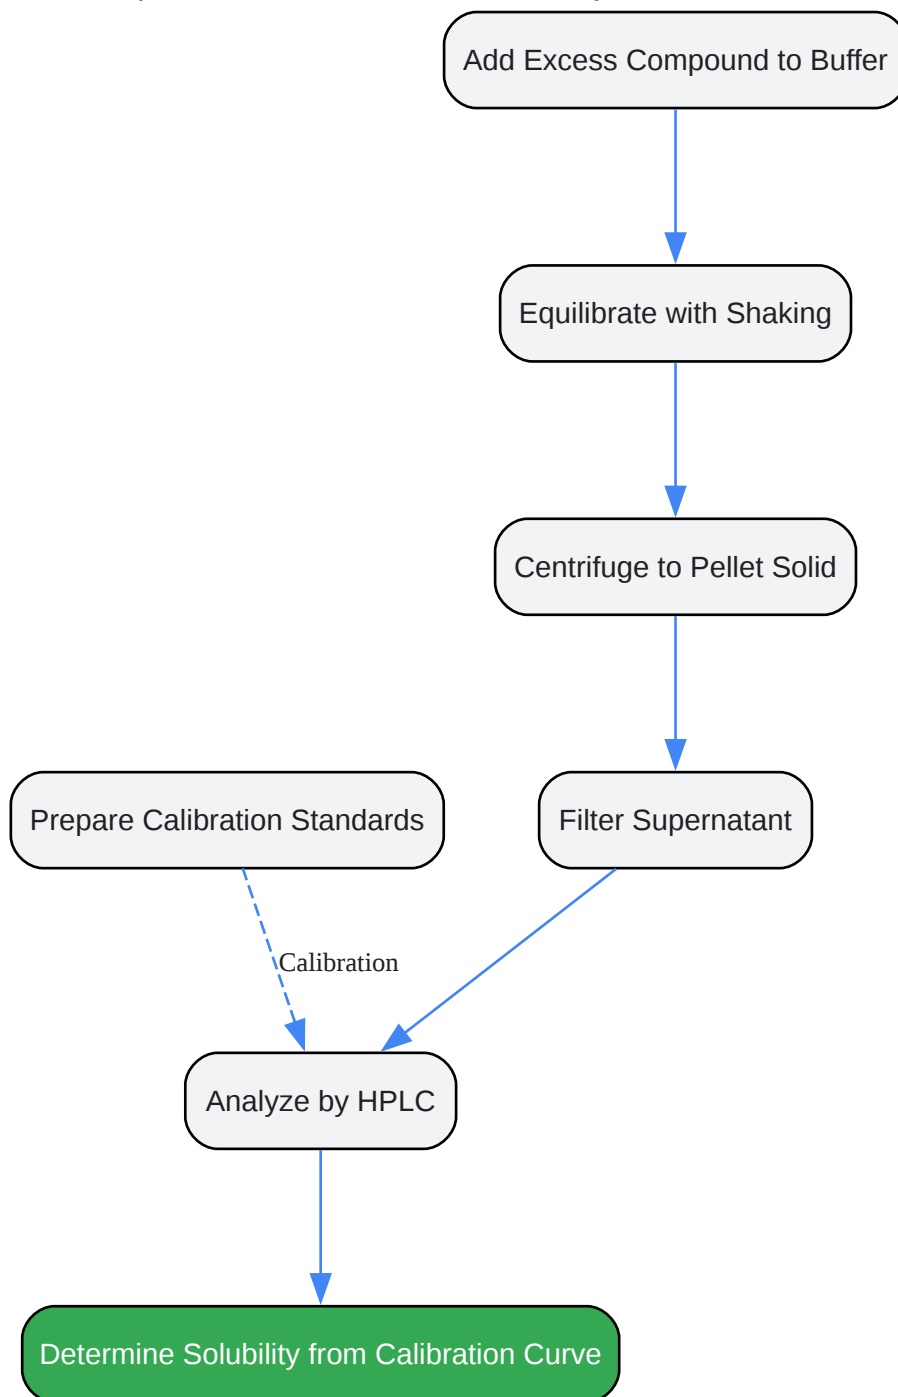 Add Excess Compound to Buffer
Equilibrate with Shaking
Centrifuge to Pellet Solid
Prepare Calibration Standards
Filter Supernatant
Calibration
Analyze by HPLC
Determine Solubility from Calibration Curve